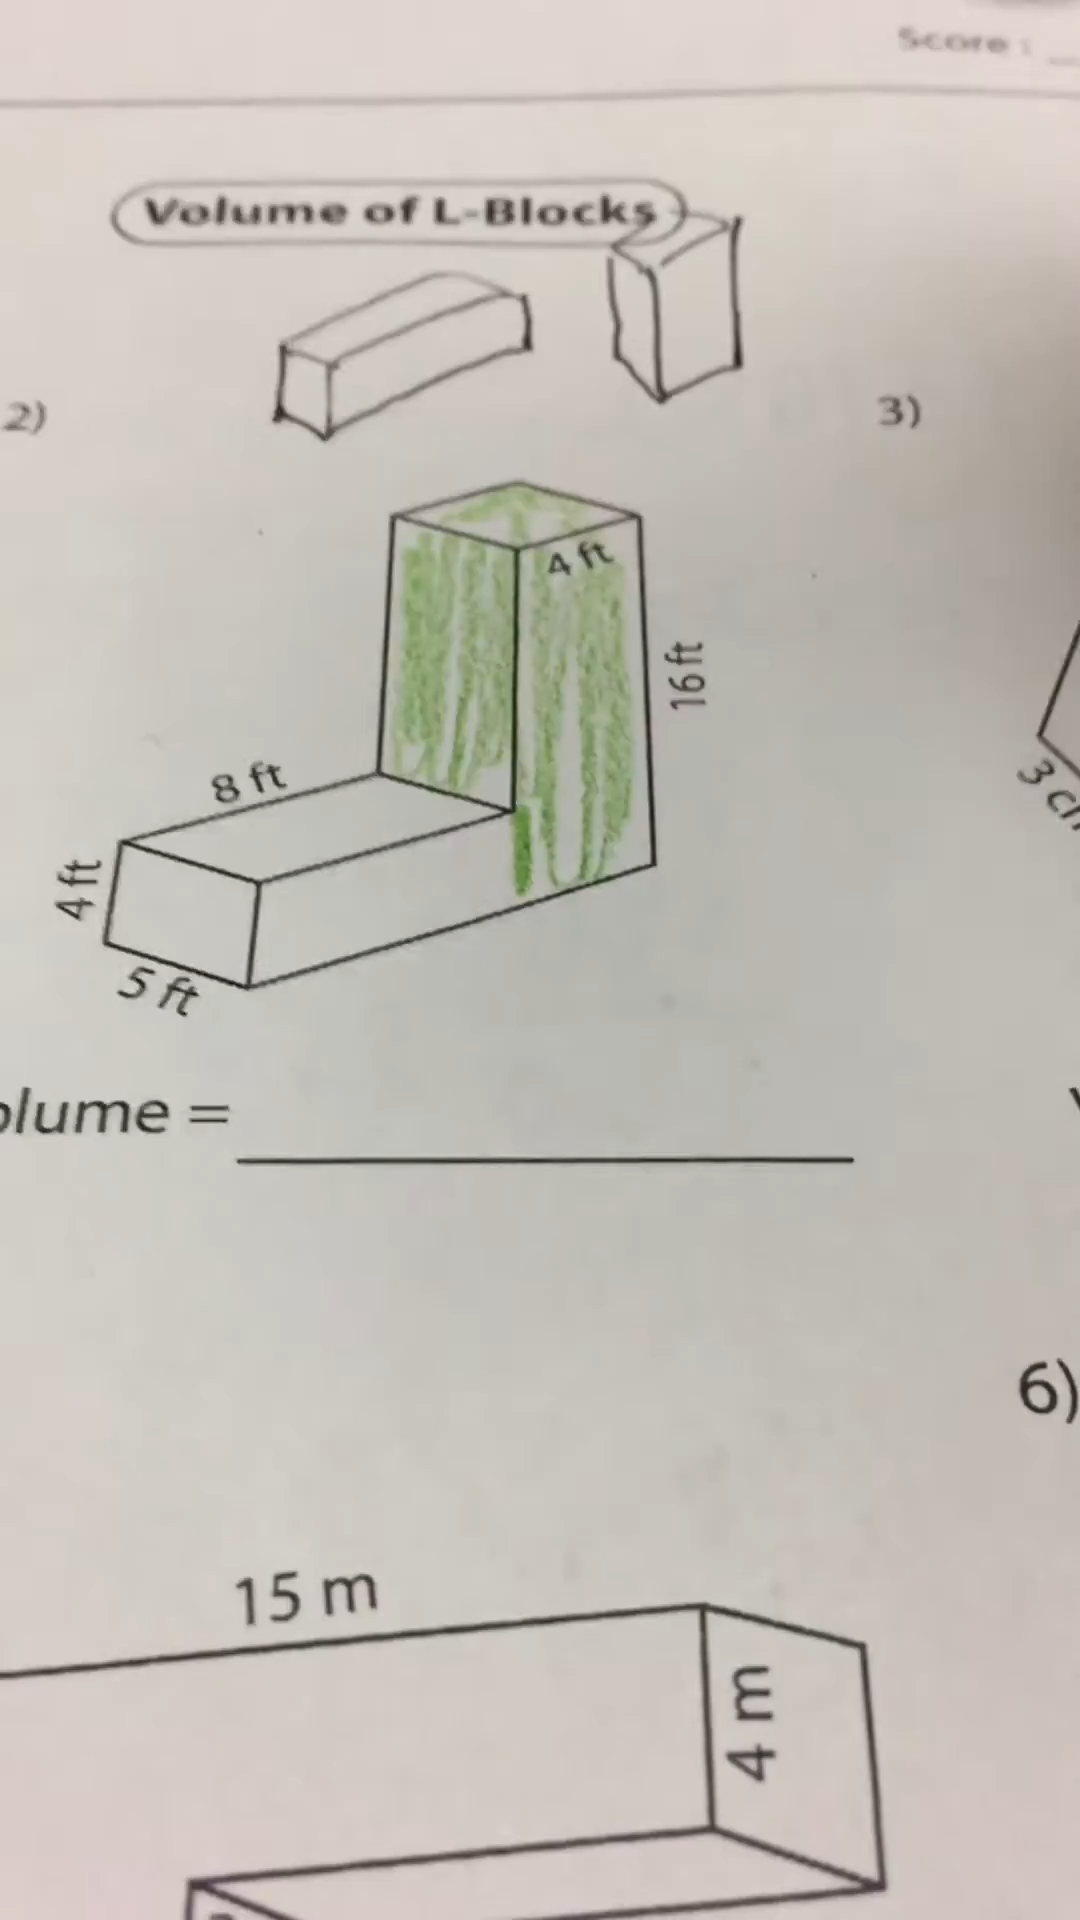 Score :
Volume of L-Blocks
2)
3)
4 ft
16 ft
8 ft
4 ft
5 ft
3 c
olume =
6)
15 m
4 m